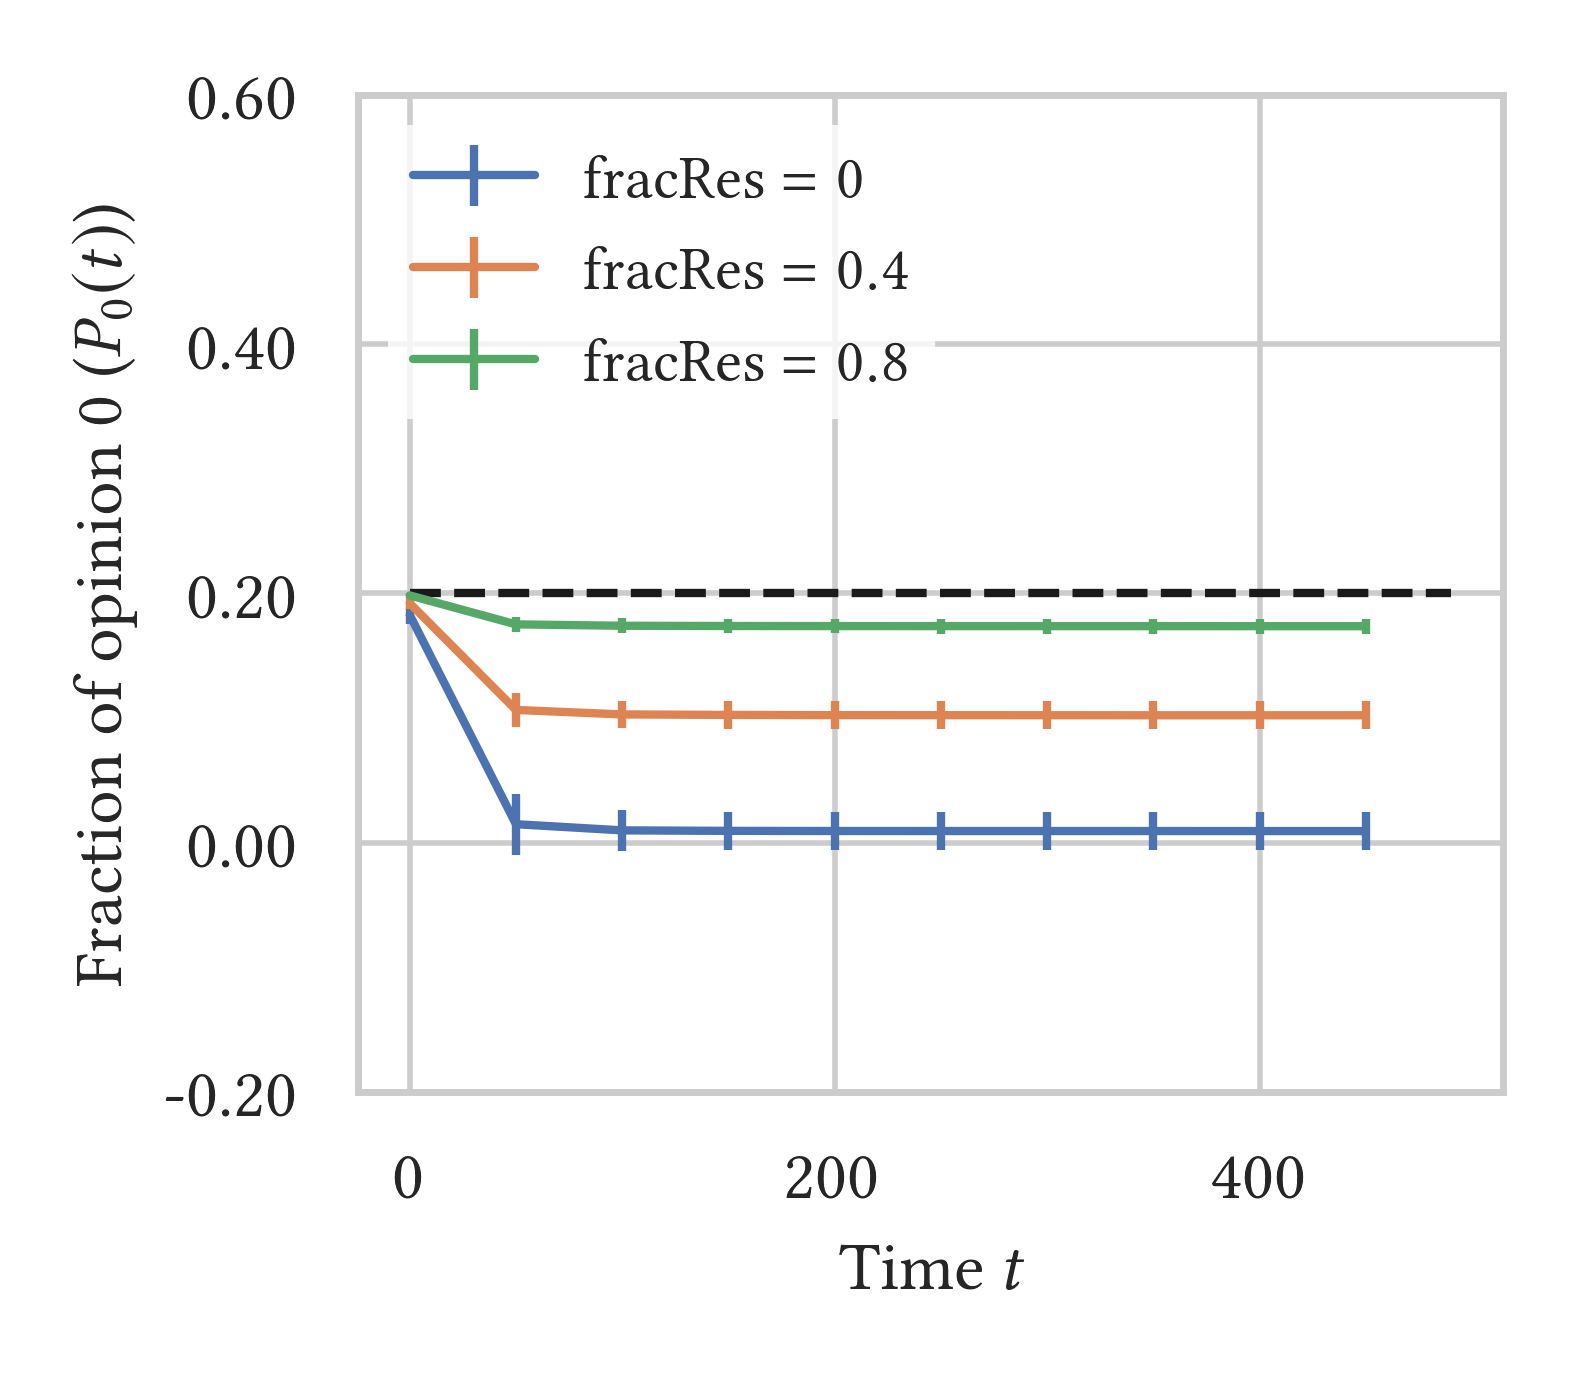 0.60
0.40
0.20
0.00
-0.20
Fraction of opinion 0 (P₀(t))
fracRes = 0
fracRes = 0.4
fracRes = 0.8
0 200 400
Time t